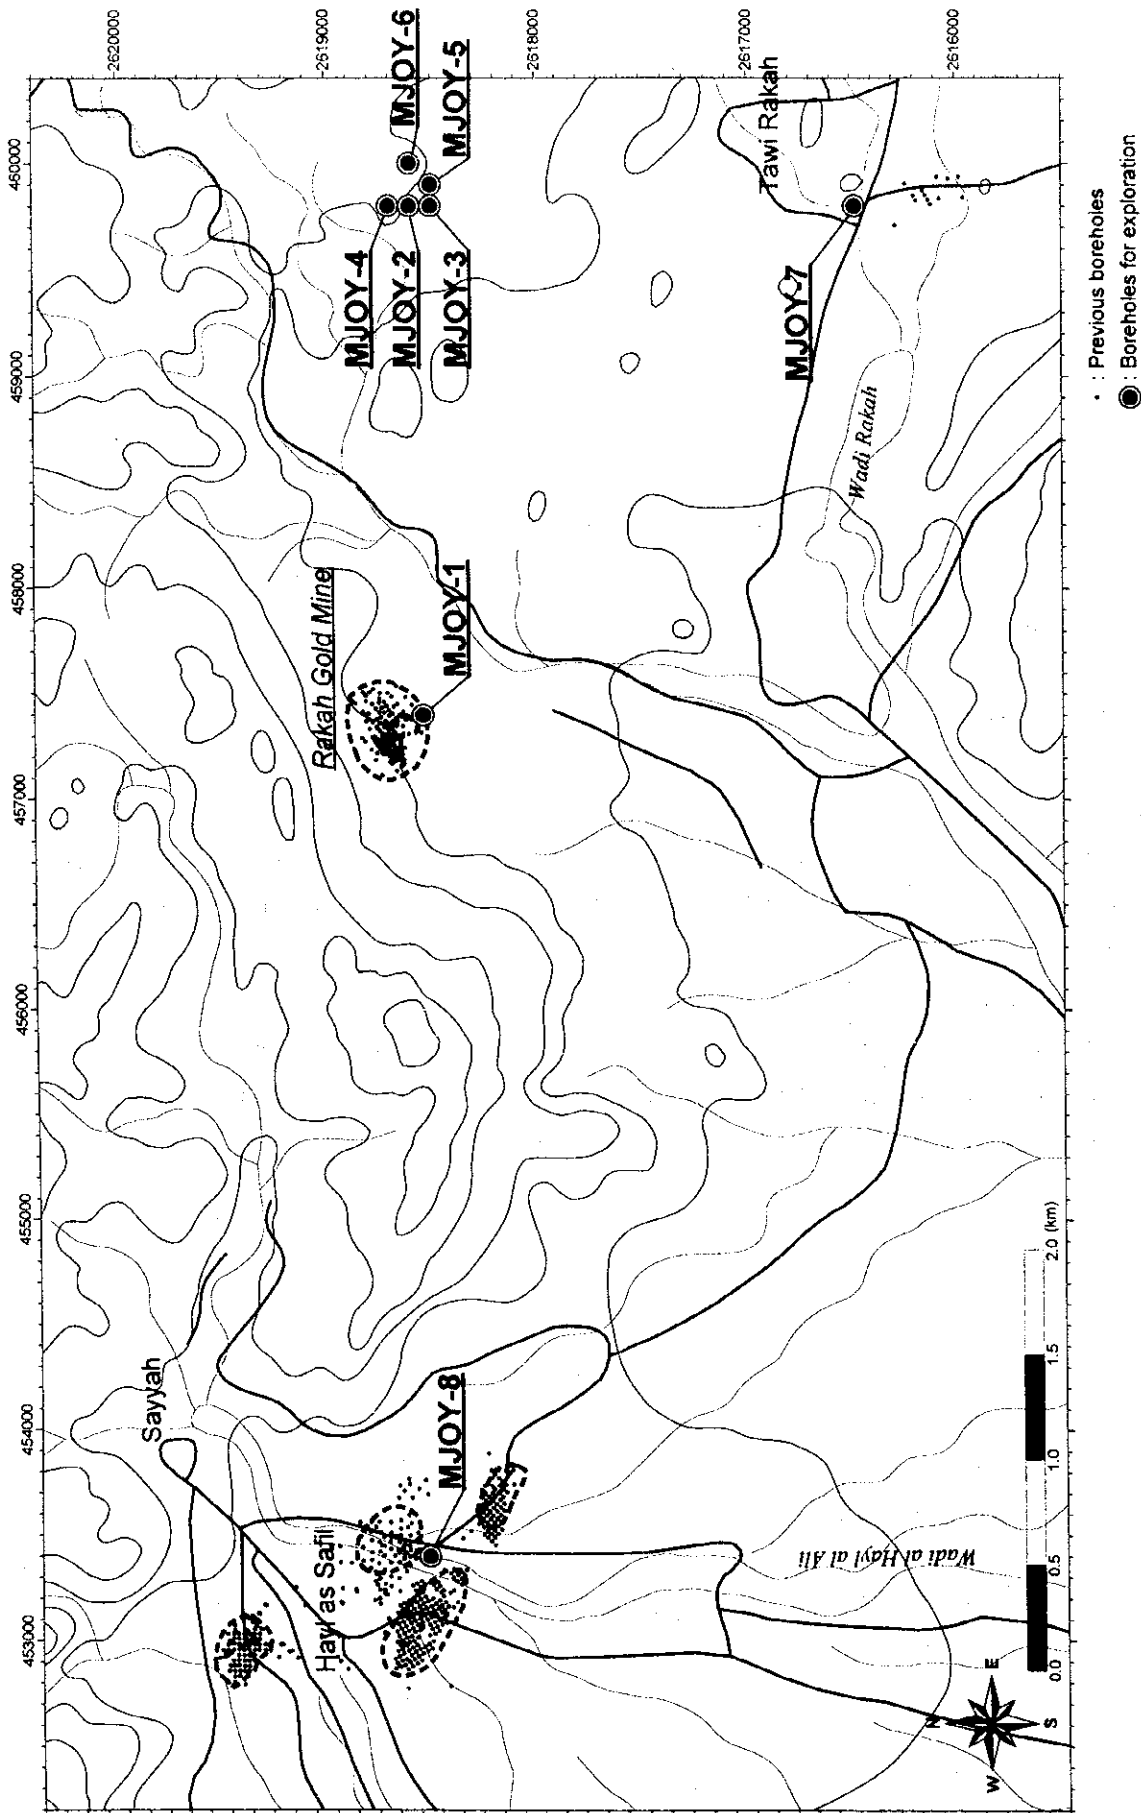 453000
454000
455000
456000
457000
458000
459000
460000
2620000
2619000
2618000
2617000
2616000
Sayyah
Hayl as Safil
MJOY-8
Rakah Gold Mine
MJOY-1
MJOY-4
MJOY-2
MJOY-3
MJOY-6
MJOY-5
MJOY-7
Tawi Rakah
Wadi Rakah
Wadi al Hayl al Ali
N
W
E
S
0.0
0.5
1.0
1.5
2.0 (km)
: Previous boreholes
: Boreholes for exploration